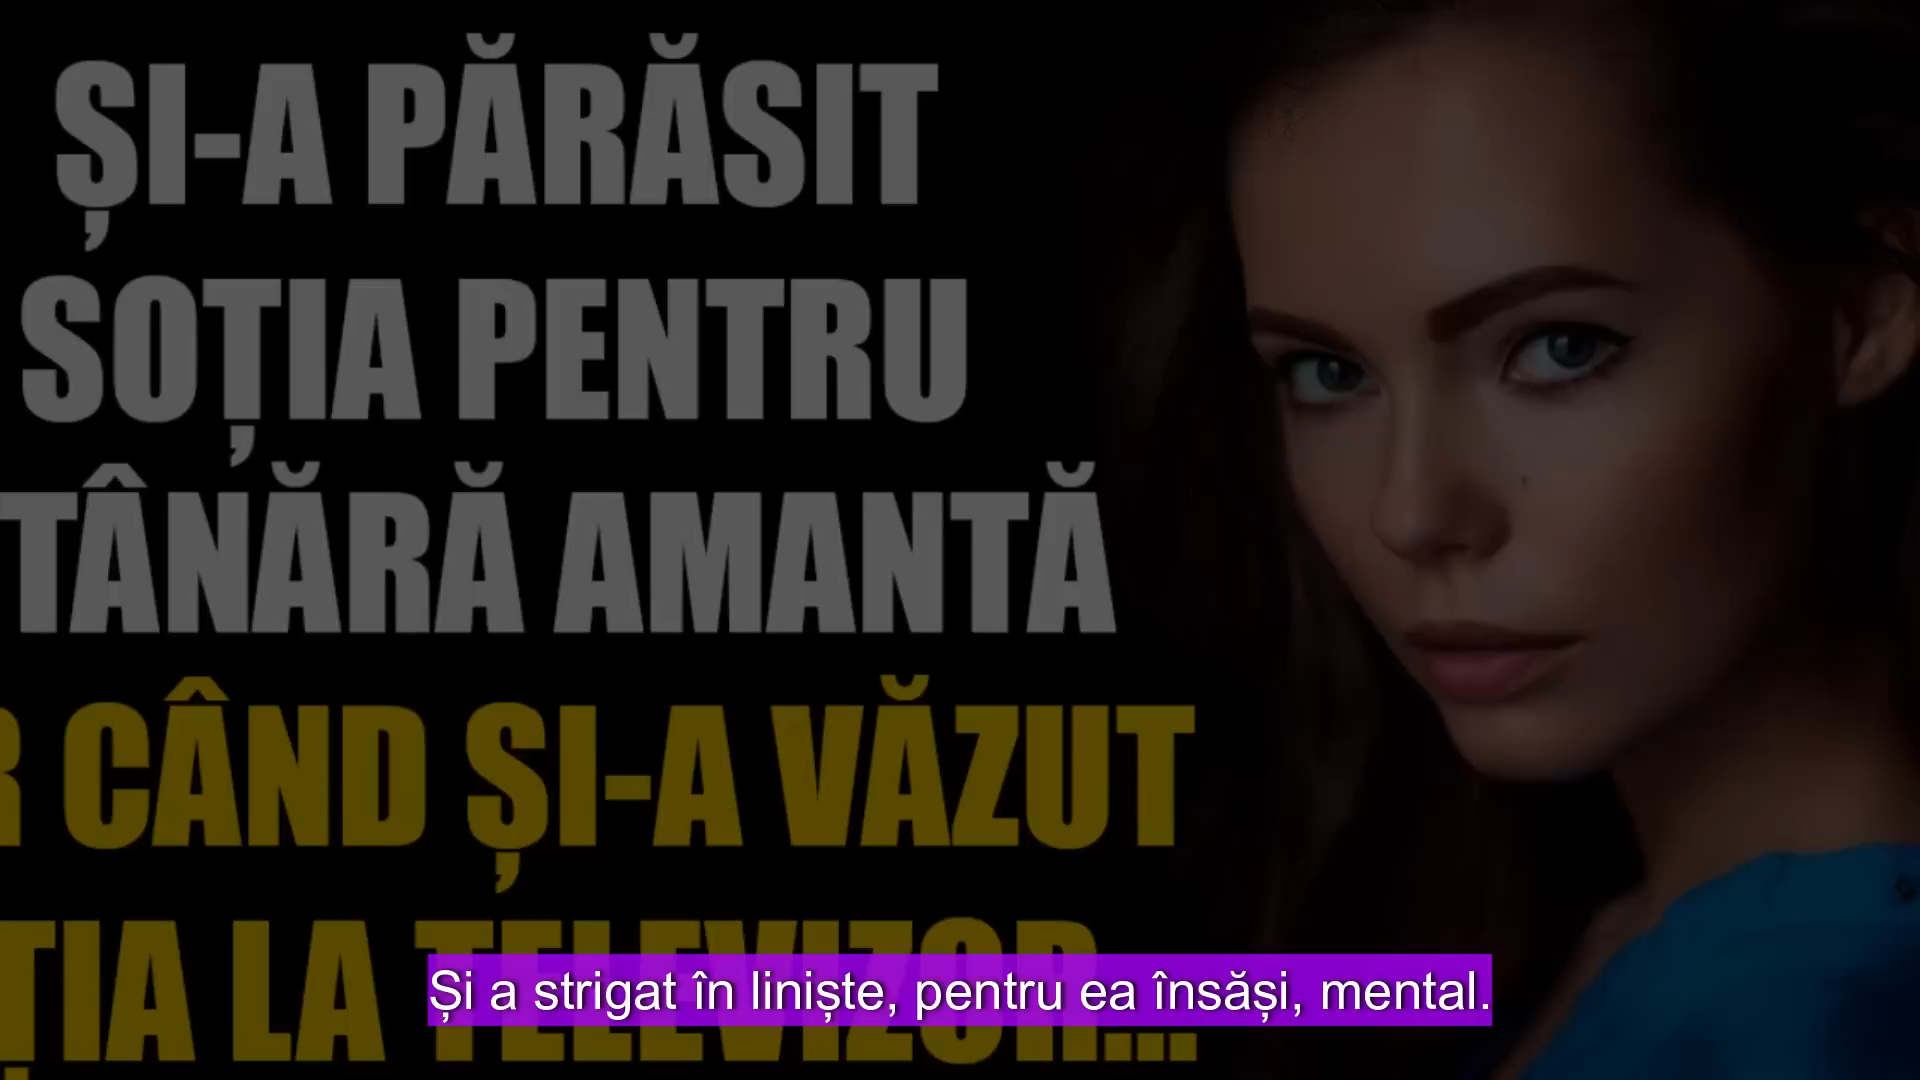 ȘI-A PĂRĂSIT
SOȚIA PENTRU
TÂNĂRĂ AMANTĂ
CÂND ȘI-A VĂZUT
ȚIA LA TELEVIZOR...
Și a strigat în liniște, pentru ea însăși, mental.